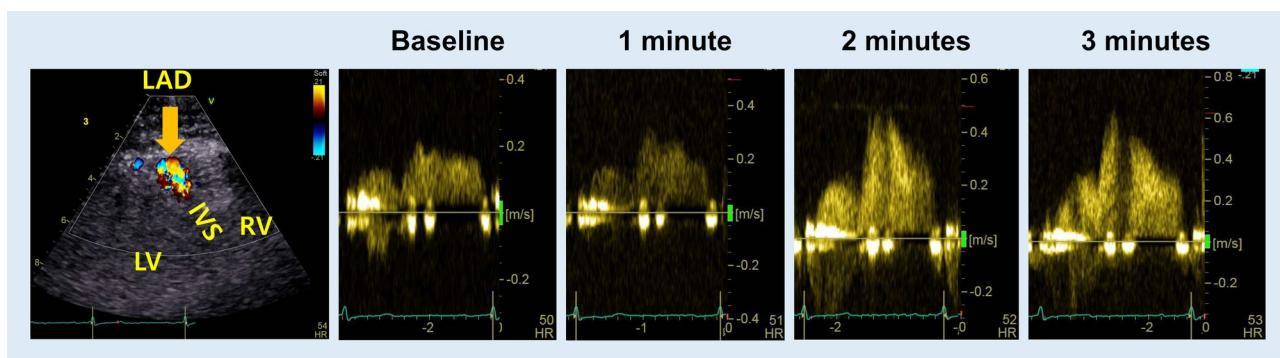 Baseline
1 minute
2 minutes
3 minutes
LAD
IVS
RV
LV
Soft
.21
-.21
V
3
2
4
6
8
54
HR
0.4
0.2
[m/s]
-0.2
-2
50
HR
0.4
0.2
[m/s]
-0.2
-0.4
-1
0
51
HR
0.6
0.4
0.2
[m/s]
-0.2
-2
-0
52
HR
-.21
0.8
0.6
0.4
0.2
[m/s]
-0.2
-2
0
53
HR